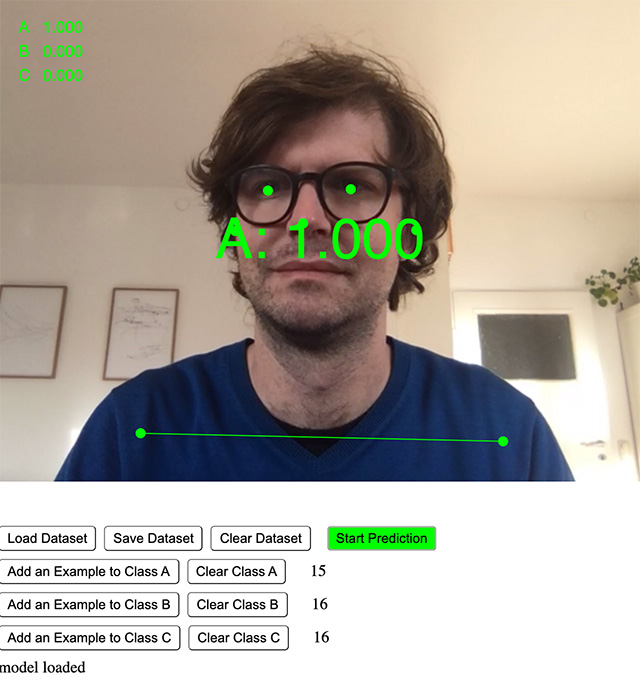 A 1.000
B 0.000
C 0.000
A: 1.000
Load Dataset Save Dataset Clear Dataset Start Prediction
Add an Example to Class A Clear Class A 15
Add an Example to Class B Clear Class B 16
Add an Example to Class C Clear Class C 16
model loaded